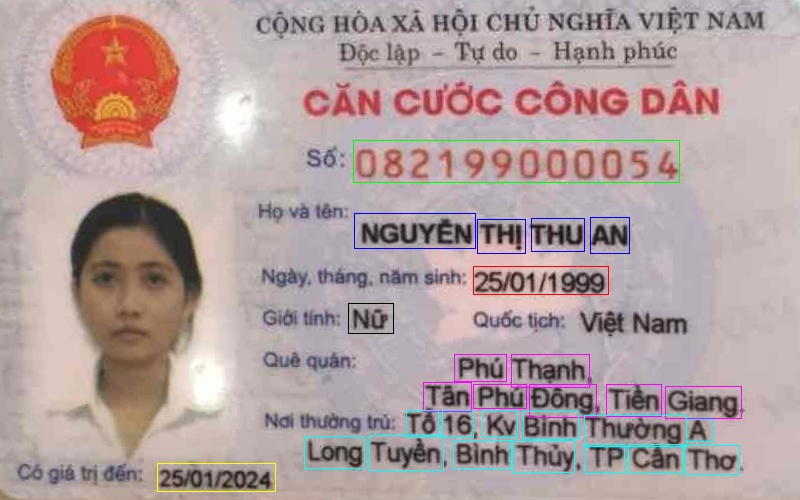 CỘNG HÒA XÃ HỘI CHỦ NGHĨA VIỆT NAM
Độc lập - Tự do - Hạnh phúc
CĂN CƯỚC CÔNG DÂN
Số: 082199000054
Họ và tên: NGUYỄN THỊ THU AN
Ngày, tháng, năm sinh: 25/01/1999
Giới tính: Nữ Quốc tịch: Việt Nam
Quê quán: Phú Thạnh,
Tân Phú Đông, Tiền Giang.
Nơi thường trú: Tổ 16, Kv Bình Thường A
Long Tuyền, Bình Thủy, TP Cần Thơ.
Có giá trị đến: 25/01/2024